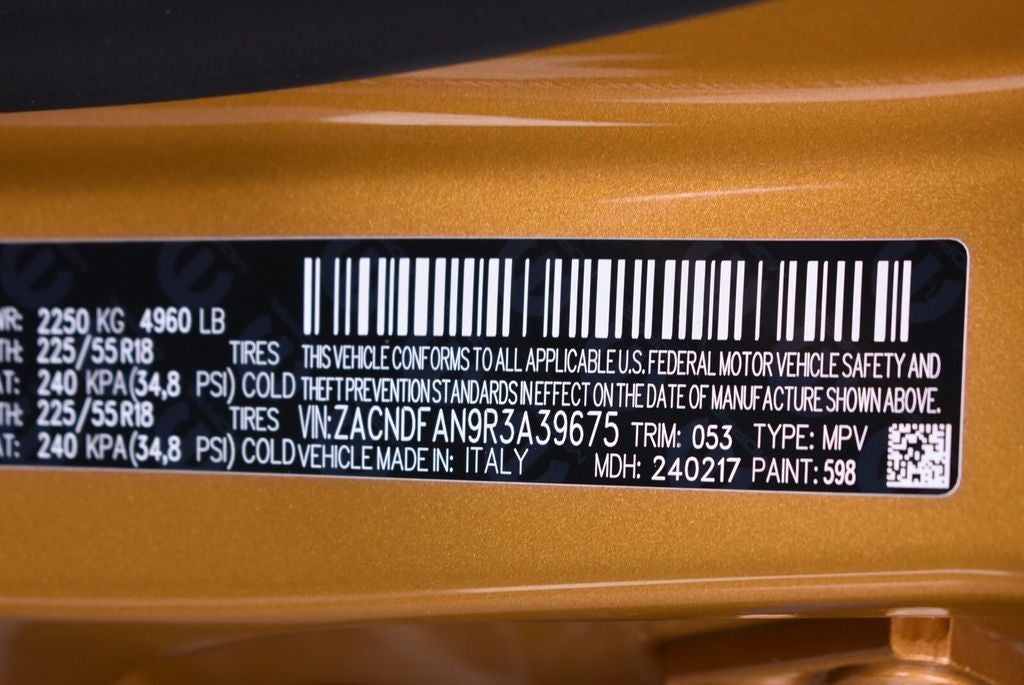 2250 KG 4960 LB
225/55R18 TIRES THIS VEHICLE CONFORMS TO ALL APPLICABLE U.S. FEDERAL MOTOR VEHICLE SAFETY AND
240 KPA(34,8 PSI) COLD THEFT PREVENTION STANDARDS IN EFFECT ON THE DATE OF MANUFACTURE SHOWN ABOVE.
225/55R18 TIRES VIN:ZACNDFAN9R3A39675 TRIM: 053 TYPE: MPV
240 KPA(34,8 PSI) COLD VEHICLE MADE IN: ITALY MDH: 240217 PAINT: 598